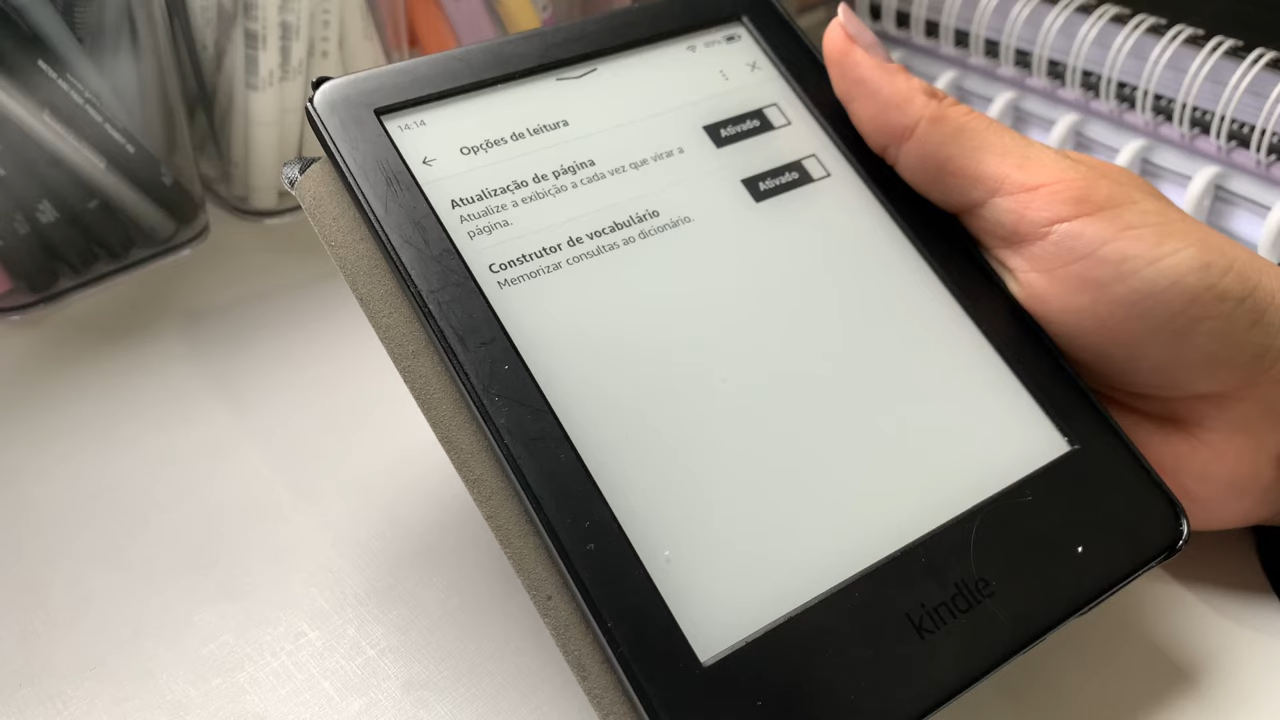 14:14
89%
Opções de leitura
Atualização de página
Atualize a exibição a cada vez que virar a
página.
Ativado
Construtor de vocabulário
Memorizar consultas ao dicionário.
Ativado
kindle